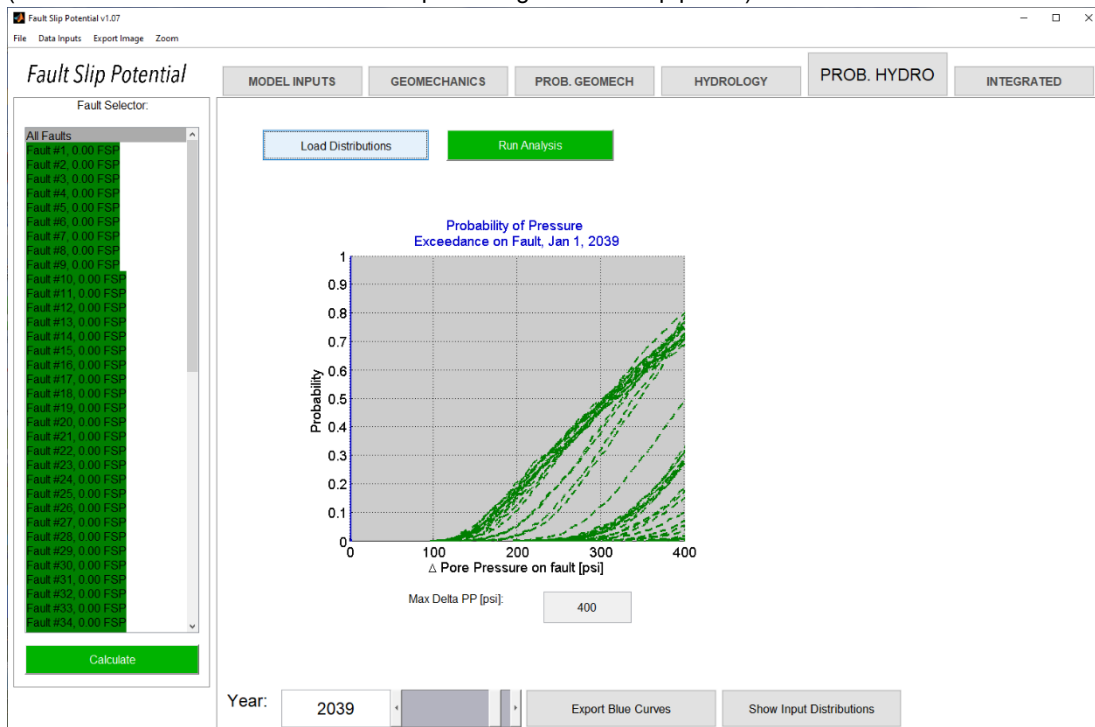 Fault Slip Potential v1.07
File Data Inputs Export Image Zoom
Fault Slip Potential
MODEL INPUTS
GEOMECHANICS
PROB. GEOMECH
HYDROLOGY
PROB. HYDRO
INTEGRATED
Fault Selector:
All Faults
Fault #1, 0.00 FSP
Fault #2, 0.00 FSP
Fault #3, 0.00 FSP
Fault #4, 0.00 FSP
Fault #5, 0.00 FSP
Fault #6, 0.00 FSP
Fault #7, 0.00 FSP
Fault #8, 0.00 FSP
Fault #9, 0.00 FSP
Fault #10, 0.00 FSP
Fault #11, 0.00 FSP
Fault #12, 0.00 FSP
Fault #13, 0.00 FSP
Fault #14, 0.00 FSP
Fault #15, 0.00 FSP
Fault #16, 0.00 FSP
Fault #17, 0.00 FSP
Fault #18, 0.00 FSP
Fault #19, 0.00 FSP
Fault #20, 0.00 FSP
Fault #21, 0.00 FSP
Fault #22, 0.00 FSP
Fault #23, 0.00 FSP
Fault #24, 0.00 FSP
Fault #25, 0.00 FSP
Fault #26, 0.00 FSP
Fault #27, 0.00 FSP
Fault #28, 0.00 FSP
Fault #29, 0.00 FSP
Fault #30, 0.00 FSP
Fault #31, 0.00 FSP
Fault #32, 0.00 FSP
Fault #33, 0.00 FSP
Fault #34, 0.00 FSP
Calculate
Load Distributions
Run Analysis
Probability of Pressure
Exceedance on Fault, Jan 1, 2039
1
0.9
0.8
0.7
0.6
0.5
0.4
0.3
0.2
0.1
0
Probability
0 100 200 300 400
Δ Pore Pressure on fault [psi]
Max Delta PP [psi]:
400
Year:
2039
Export Blue Curves
Show Input Distributions